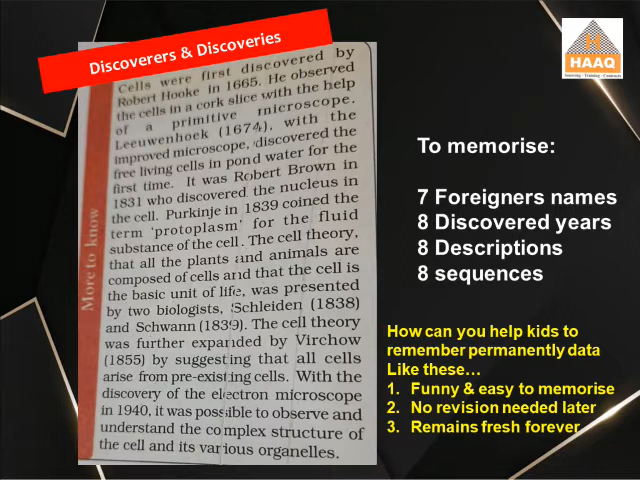 Discoverers & Discoveries
H
HAAQ
Learning - Training - Contracts
More to know
Cells were first discovered by
Robert Hooke in 1665. He observed
the cells in a cork slice with the help
of a primitive microscope.
Leeuwenhoek (1674), with the
improved microscope, discovered the
free living cells in pond water for the
first time. It was Robert Brown in
1831 who discovered the nucleus in
the cell. Purkinje in 1839 coined the
term ‘protoplasm’ for the fluid
substance of the cell. The cell theory,
that all the plants and animals are
composed of cells and that the cell is
the basic unit of life, was presented
by two biologists, Schleiden (1838)
and Schwann (1839). The cell theory
was further expanded by Virchow
(1855) by suggesting that all cells
arise from pre-existing cells. With the
discovery of the electron microscope
in 1940, it was possible to observe and
understand the complex structure of
the cell and its various organelles.
To memorise:
7 Foreigners names
8 Discovered years
8 Descriptions
8 sequences
How can you help kids to
remember permanently data
Like these…
1. Funny & easy to memorise
2. No revision needed later
3. Remains fresh forever